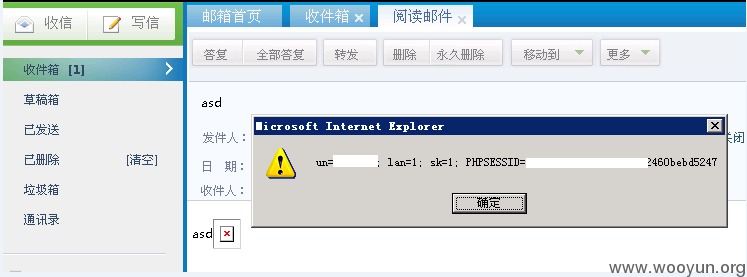 收信 写信 邮箱首页 收件箱 × 阅读邮件 ×
答复 全部答复 转发 删除 永久删除 移动到 更多
收件箱 [1]
草稿箱
已发送
已删除 [清空]
垃圾箱
通讯录
asd
发件人：
日 期：
收件人：
关闭
Microsoft Internet Explorer
un= ; lan=1; sk=1; PHPSESSID= 2460bebd5247
确定
asd
www.wooyun.org